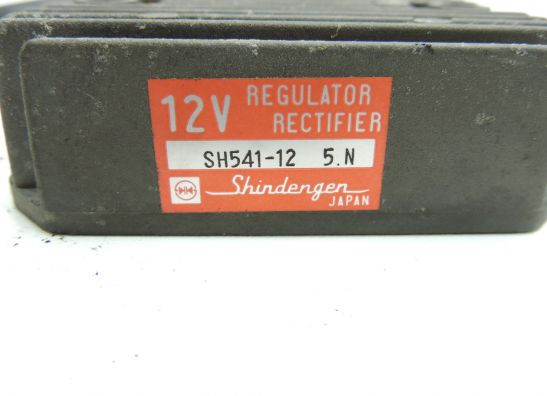 12V REGULATOR
RECTIFIER
SH541-12 5.N
Shindengen
JAPAN